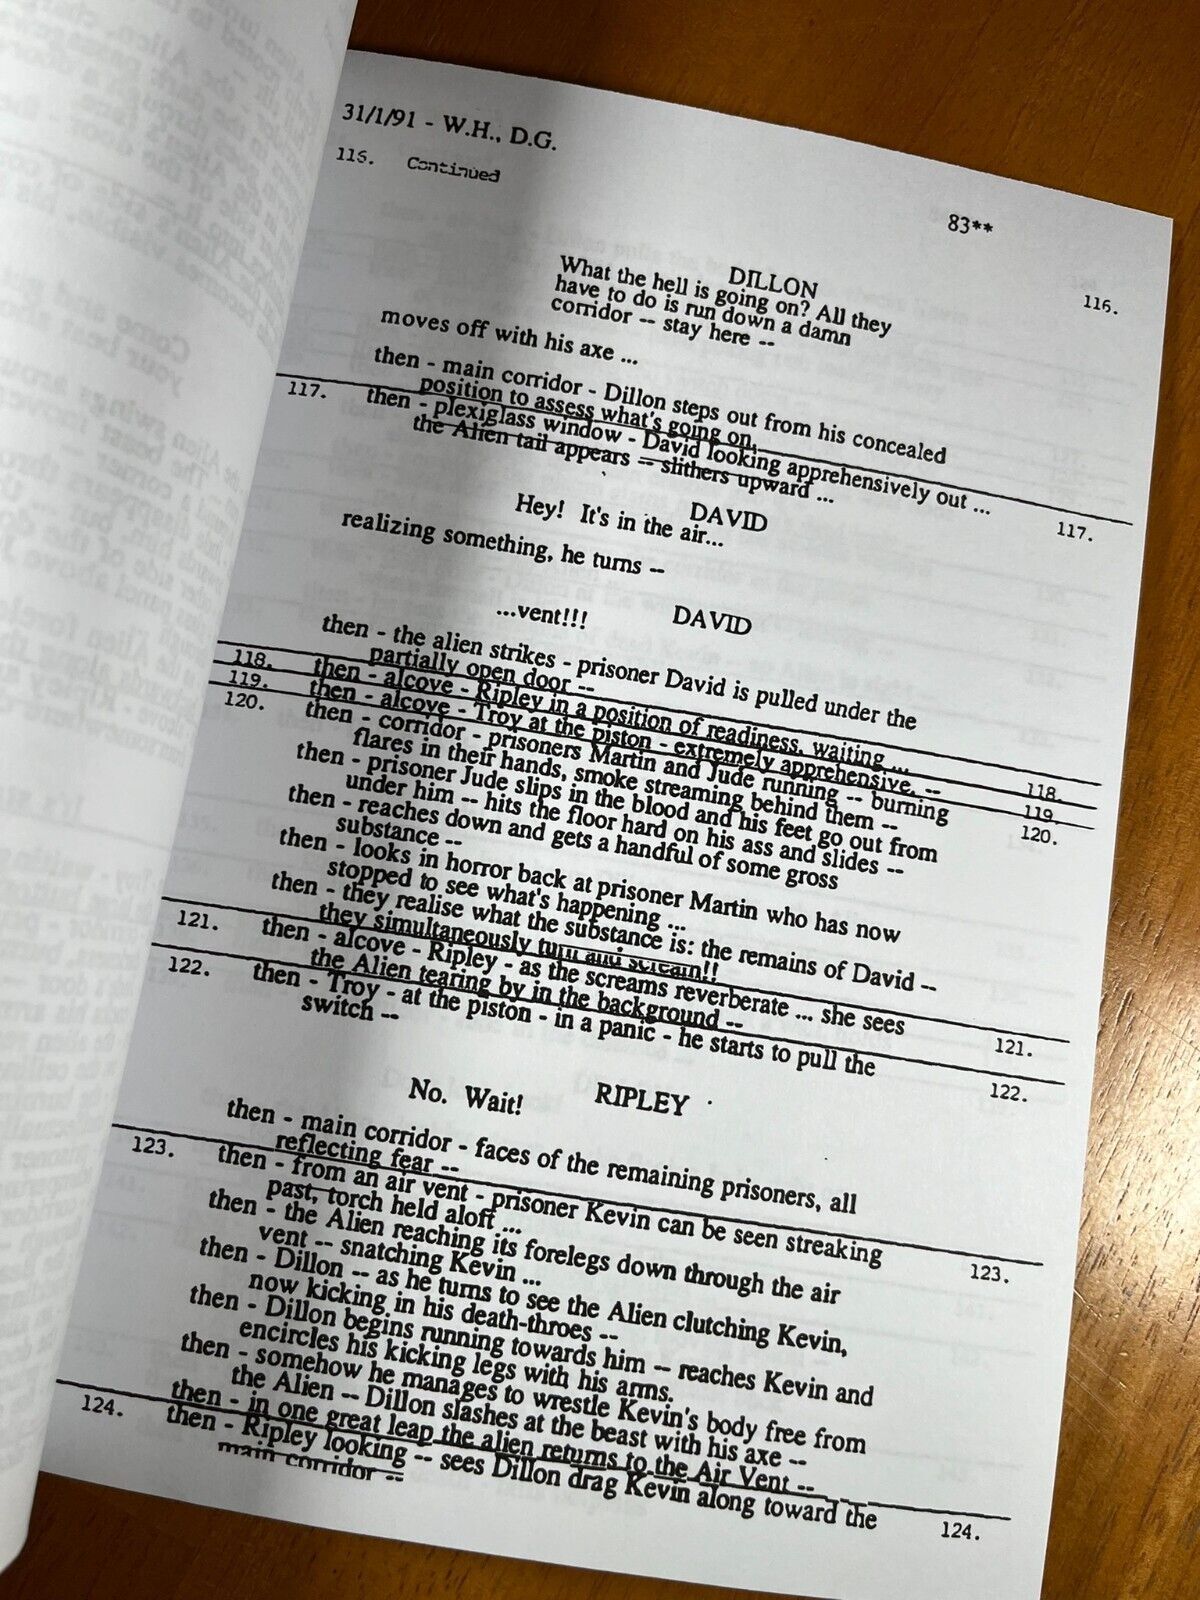 31/1/91 - W.H., D.G.
116. Continued
83**
116.
DILLON
What the hell is going on? All they
have to do is run down a damn
corridor -- stay here --
moves off with his axe ...
then - main corridor - Dillon steps out from his concealed
position to assess what's going on.
117. then - plexiglass window - David looking apprehensively out ... 117.
the Alien tail appears -- slithers upward ...
DAVID
Hey! It's in the air...
realizing something, he turns --
DAVID
...vent!!!
then - the alien strikes - prisoner David is pulled under the
partially open door --
118. then - alcove - Ripley in a position of readiness, waiting ... 118.
119. then - alcove - Troy at the piston - extremely apprehensive. -- 119.
120. then - corridor - prisoners Martin and Jude running -- burning 120.
flares in their hands, smoke streaming behind them --
then - prisoner Jude slips in the blood and his feet go out from
under him -- hits the floor hard on his ass and slides --
then - reaches down and gets a handful of some gross
substance --
then - looks in horror back at prisoner Martin who has now
stopped to see what's happening ...
then - they realise what the substance is: the remains of David --
they simultaneously turn and scream!!
121. then - alcove - Ripley - as the screams reverberate ... she sees 121.
the Alien tearing by in the background --
122. then - Troy - at the piston - in a panic - he starts to pull the 122.
switch --
RIPLEY
No. Wait!
then - main corridor - faces of the remaining prisoners, all
reflecting fear --
123. then - from an air vent - prisoner Kevin can be seen streaking 123.
past, torch held aloft ...
then - the Alien reaching its forelegs down through the air
vent -- snatching Kevin ...
then - Dillon -- as he turns to see the Alien clutching Kevin,
now kicking in his death-throes --
then - Dillon begins running towards him -- reaches Kevin and
encircles his kicking legs with his arms.
then - somehow he manages to wrestle Kevin's body free from
the Alien -- Dillon slashes at the beast with his axe --
then - in one great leap the alien returns to the Air Vent --
124. then - Ripley looking -- sees Dillon drag Kevin along toward the 124.
main corridor --